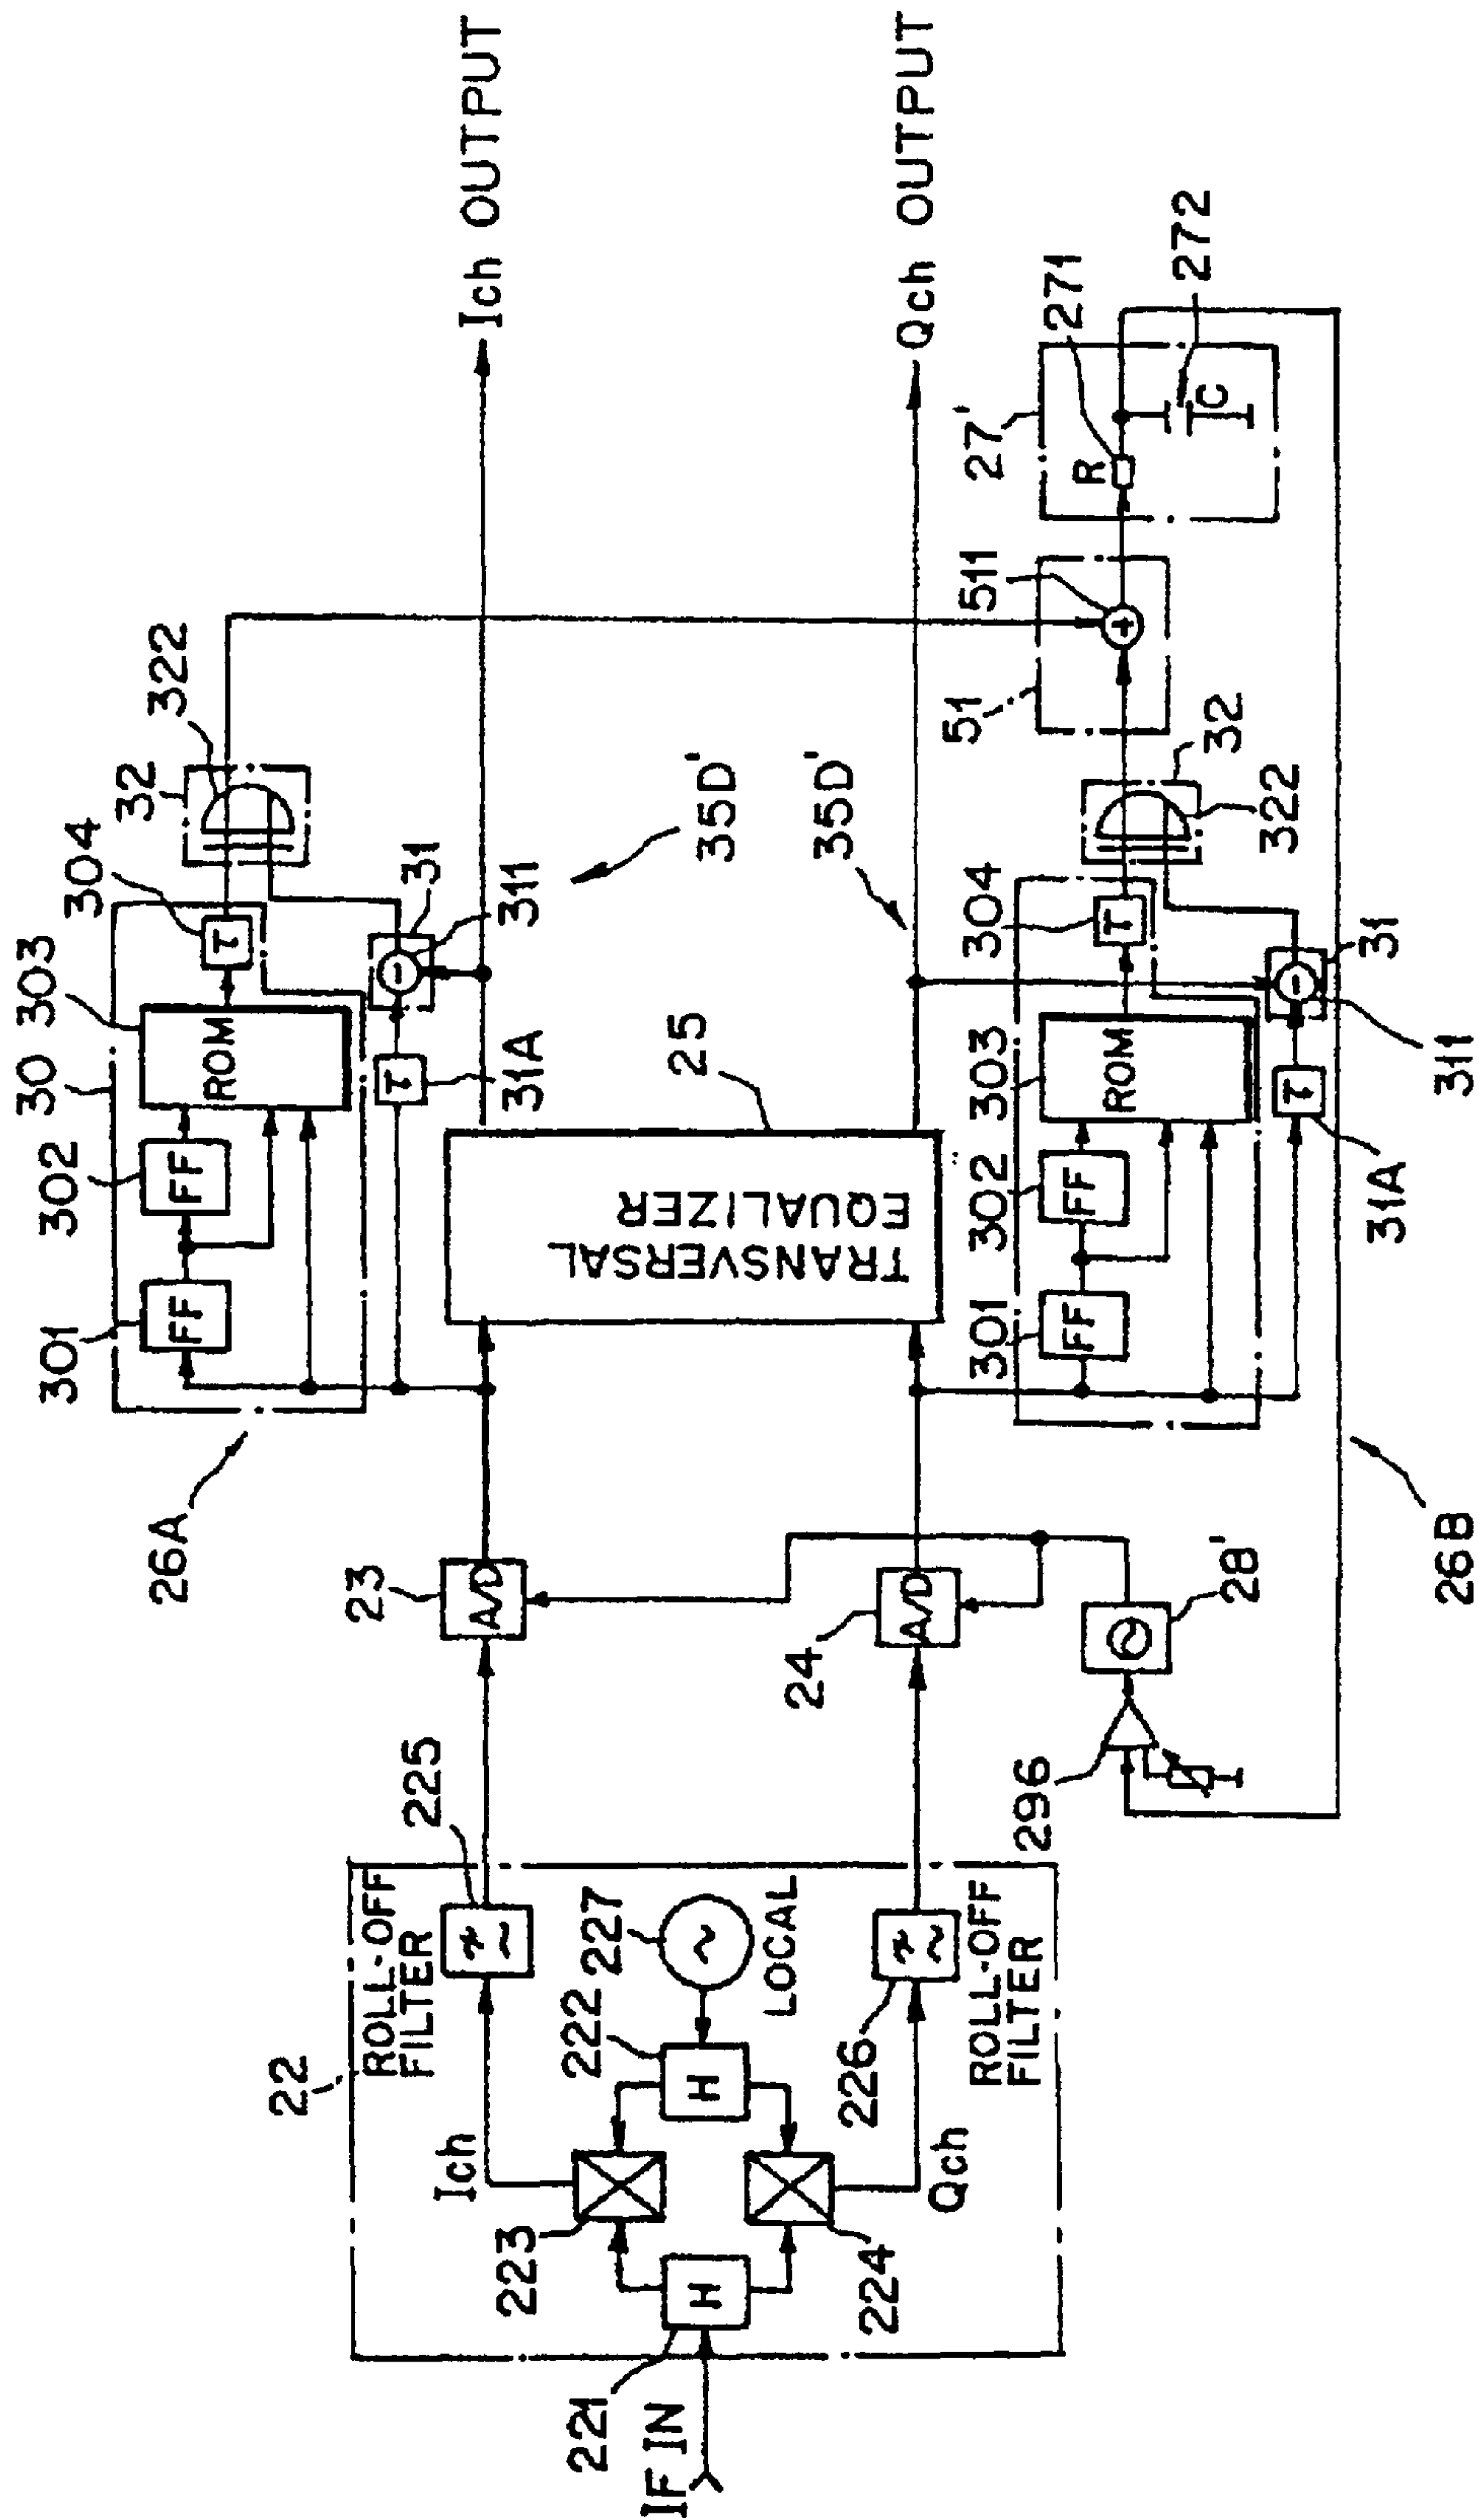 26A
301
302
30
303
304
32
322
FF
FF
ROM
τ
τ
31A
311
31
35D'
Ich OUTPUT
22
ROLL-OFF
FILTER
225
23
A/D
Ich
223
222
227
H
H
LOCAL
221
IF IN
224
Qch
226
ROLL-OFF
FILTER
24
A/D
TRANSVERSAL
EQUALIZER
25
35D'
Qch OUTPUT
296
28'
301
302
303
304
FF
FF
ROM
τ
τ
31A
311
31
32
322
51
511
27'
271
R
C
272
26B